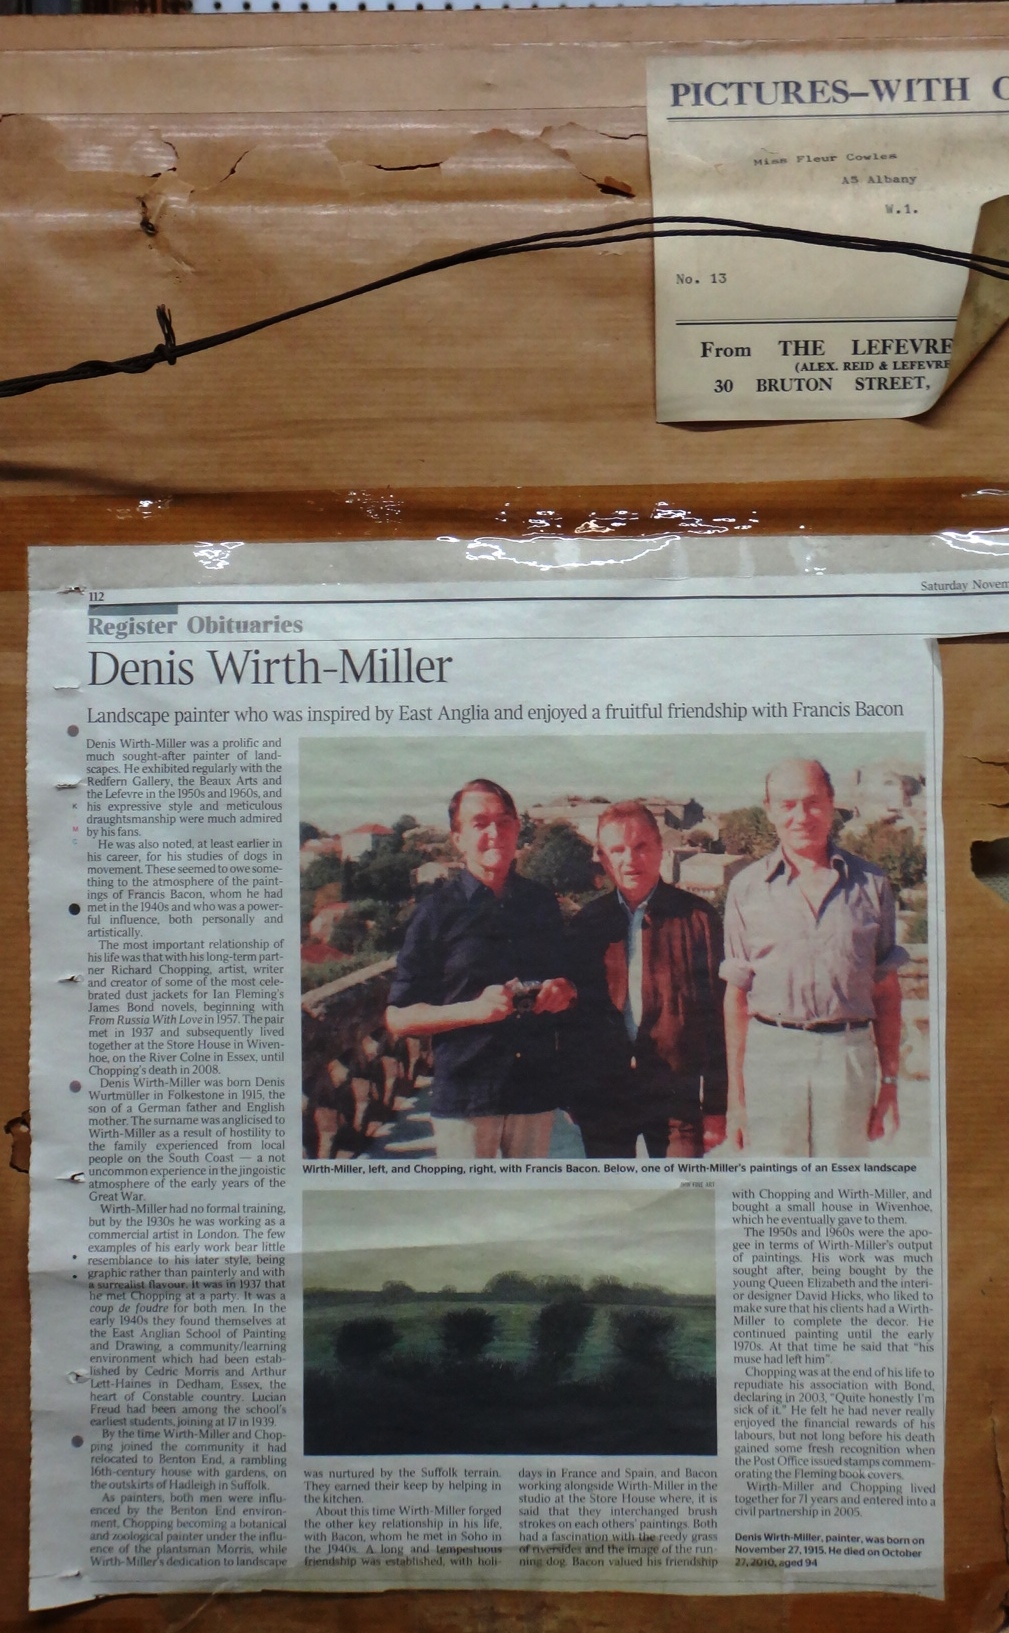 PICTURES–WITH
Miss Fleur Cowles
A5 Albany
W.1.
No. 13
From THE LEFEVRE
(ALEX. REID & LEFEVRE
30 BRUTON STREET,
112
Saturday Novem
Register Obituaries
Denis Wirth-Miller
Landscape painter who was inspired by East Anglia and enjoyed a fruitful friendship with Francis Bacon
Denis Wirth-Miller was a prolific and
much sought-after painter of land-
scapes. He exhibited regularly with the
Redfern Gallery, the Beaux Arts and
the Lefevre in the 1950s and 1960s, and
his expressive style and meticulous
draughtsmanship were much admired
by his fans.
He was also noted, at least earlier in
his career, for his studies of dogs in
movement. These seemed to owe some-
thing to the atmosphere of the paint-
ings of Francis Bacon, whom he had
met in the 1940s and who was a power-
ful influence, both personally and
artistically.
The most important relationship of
his life was that with his long-term part-
ner Richard Chopping, artist, writer
and creator of some of the most cele-
brated dust jackets for Ian Fleming's
James Bond novels, beginning with
From Russia With Love in 1957. The pair
met in 1937 and subsequently lived
together at the Store House in Wiven-
hoe, on the River Colne in Essex, until
Chopping's death in 2008.
Denis Wirth-Miller was born Denis
Wurtmüller in Folkestone in 1915, the
son of a German father and English
mother. The surname was anglicised to
Wirth-Miller as a result of hostility to
the family experienced from local
people on the South Coast — a not
uncommon experience in the jingoistic
atmosphere of the early years of the
Great War.
Wirth-Miller had no formal training,
but by the 1930s he was working as a
commercial artist in London. The few
examples of his early work bear little
resemblance to his later style, being
graphic rather than painterly and with
a surrealist flavour. It was in 1937 that
he met Chopping at a party. It was a
coup de foudre for both men. In the
early 1940s they found themselves at
the East Anglian School of Painting
and Drawing, a community/learning
environment which had been estab-
lished by Cedric Morris and Arthur
Lett-Haines in Dedham, Essex, the
heart of Constable country. Lucian
Freud had been among the school's
earliest students, joining at 17 in 1939.
By the time Wirth-Miller and Chop-
ping joined the community it had
relocated to Benton End, a rambling
16th-century house with gardens, on
the outskirts of Hadleigh in Suffolk.
As painters, both men were influ-
enced by the Benton End environ-
ment, Chopping becoming a botanical
and zoological painter under the influ-
ence of the plantsman Morris, while
Wirth-Miller's dedication to landscape
Wirth-Miller, left, and Chopping, right, with Francis Bacon. Below, one of Wirth-Miller's paintings of an Essex landscape
was nurtured by the Suffolk terrain.
They earned their keep by helping in
the kitchen.
About this time Wirth-Miller forged
the other key relationship in his life,
with Bacon, whom he met in Soho in
the 1940s. A long and tempestuous
friendship was established, with holi-
days in France and Spain, and Bacon
working alongside Wirth-Miller in the
studio at the Store House where, it is
said that they interchanged brush
strokes on each others' paintings. Both
had a fascination with the reedy grass
of riversides and the image of the run-
ning dog. Bacon valued his friendship
with Chopping and Wirth-Miller, and
bought a small house in Wivenhoe,
which he eventually gave to them.
The 1950s and 1960s were the apo-
gee in terms of Wirth-Miller's output
of paintings. His work was much
sought after, being bought by the
young Queen Elizabeth and the interi-
or designer David Hicks, who liked to
make sure that his clients had a Wirth-
Miller to complete the decor. He
continued painting until the early
1970s. At that time he said that "his
muse had left him".
Chopping was at the end of his life to
repudiate his association with Bond,
declaring in 2003, "Quite honestly I'm
sick of it." He felt he had never really
enjoyed the financial rewards of his
labours, but not long before his death
gained some fresh recognition when
the Post Office issued stamps commem-
orating the Fleming book covers.
Wirth-Miller and Chopping lived
together for 71 years and entered into a
civil partnership in 2005.
Denis Wirth-Miller, painter, was born on
November 27, 1915. He died on October
27, 2010, aged 94